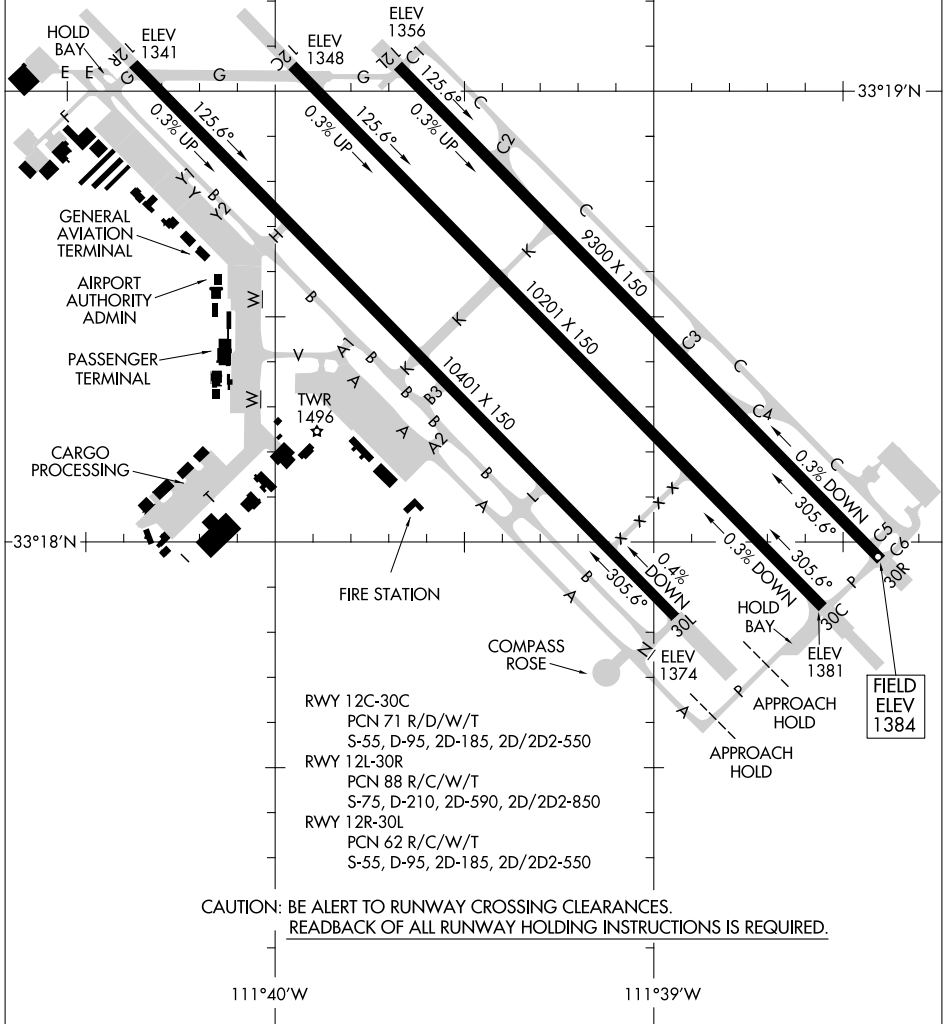 HOLD
BAY
ELEV
1341
ELEV
1348
ELEV
1356
12R
12C
12L
C1
E
E
G
G
G
C
33°19'N
125.6°
0.3% UP
125.6°
0.3% UP
125.6°
0.3% UP
F
C2
Y1
Y
B
Y2
C
H
K
GENERAL
AVIATION
TERMINAL
AIRPORT
AUTHORITY
ADMIN
W
B
K
9300 X 150
10201 X 150
10401 X 150
PASSENGER
TERMINAL
V
A1
B
A
K
C3
C
W
TWR
1496
B
B3
B
A
A2
C4
C
CARGO
PROCESSING
T
B
A
I
X X X X
0.3% DOWN
305.6°
C5
C6
30R
33°18'N
FIRE STATION
B
A
305.6°
0.4%
DOWN
0.3% DOWN
305.6°
P
30L
30C
HOLD
BAY
COMPASS
ROSE
N
ELEV
1374
ELEV
1381
FIELD
ELEV
1384
A
P
APPROACH
HOLD
APPROACH
HOLD
RWY 12C-30C
PCN 71 R/D/W/T
S-55, D-95, 2D-185, 2D/2D2-550
RWY 12L-30R
PCN 88 R/C/W/T
S-75, D-210, 2D-590, 2D/2D2-850
RWY 12R-30L
PCN 62 R/C/W/T
S-55, D-95, 2D-185, 2D/2D2-550
CAUTION: BE ALERT TO RUNWAY CROSSING CLEARANCES.
READBACK OF ALL RUNWAY HOLDING INSTRUCTIONS IS REQUIRED.
111°40'W
111°39'W